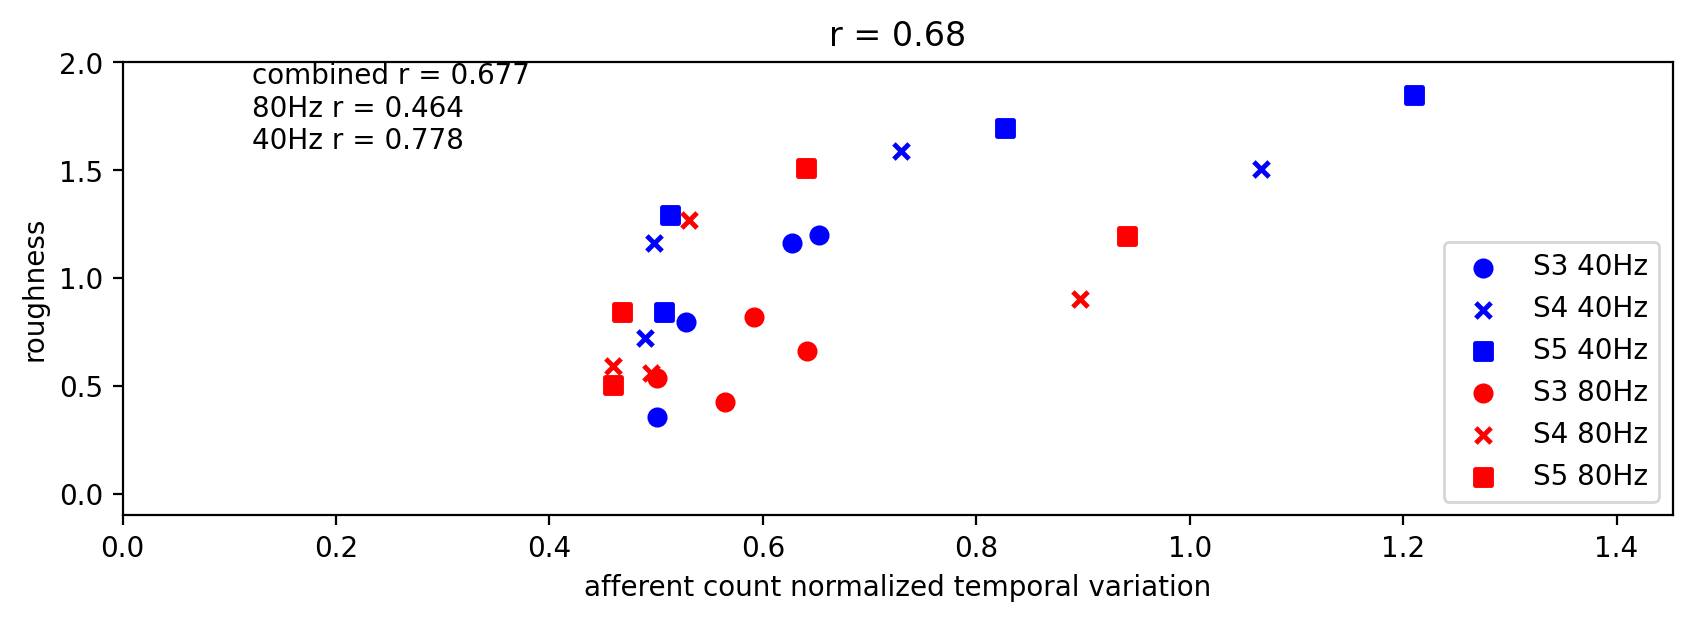 r = 0.68
combined r = 0.677
80Hz r = 0.464
40Hz r = 0.778
2.0
1.5
1.0
0.5
0.0
roughness
S3 40Hz
S4 40Hz
S5 40Hz
S3 80Hz
S4 80Hz
S5 80Hz
0.0 0.2 0.4 0.6 0.8 1.0 1.2 1.4
afferent count normalized temporal variation